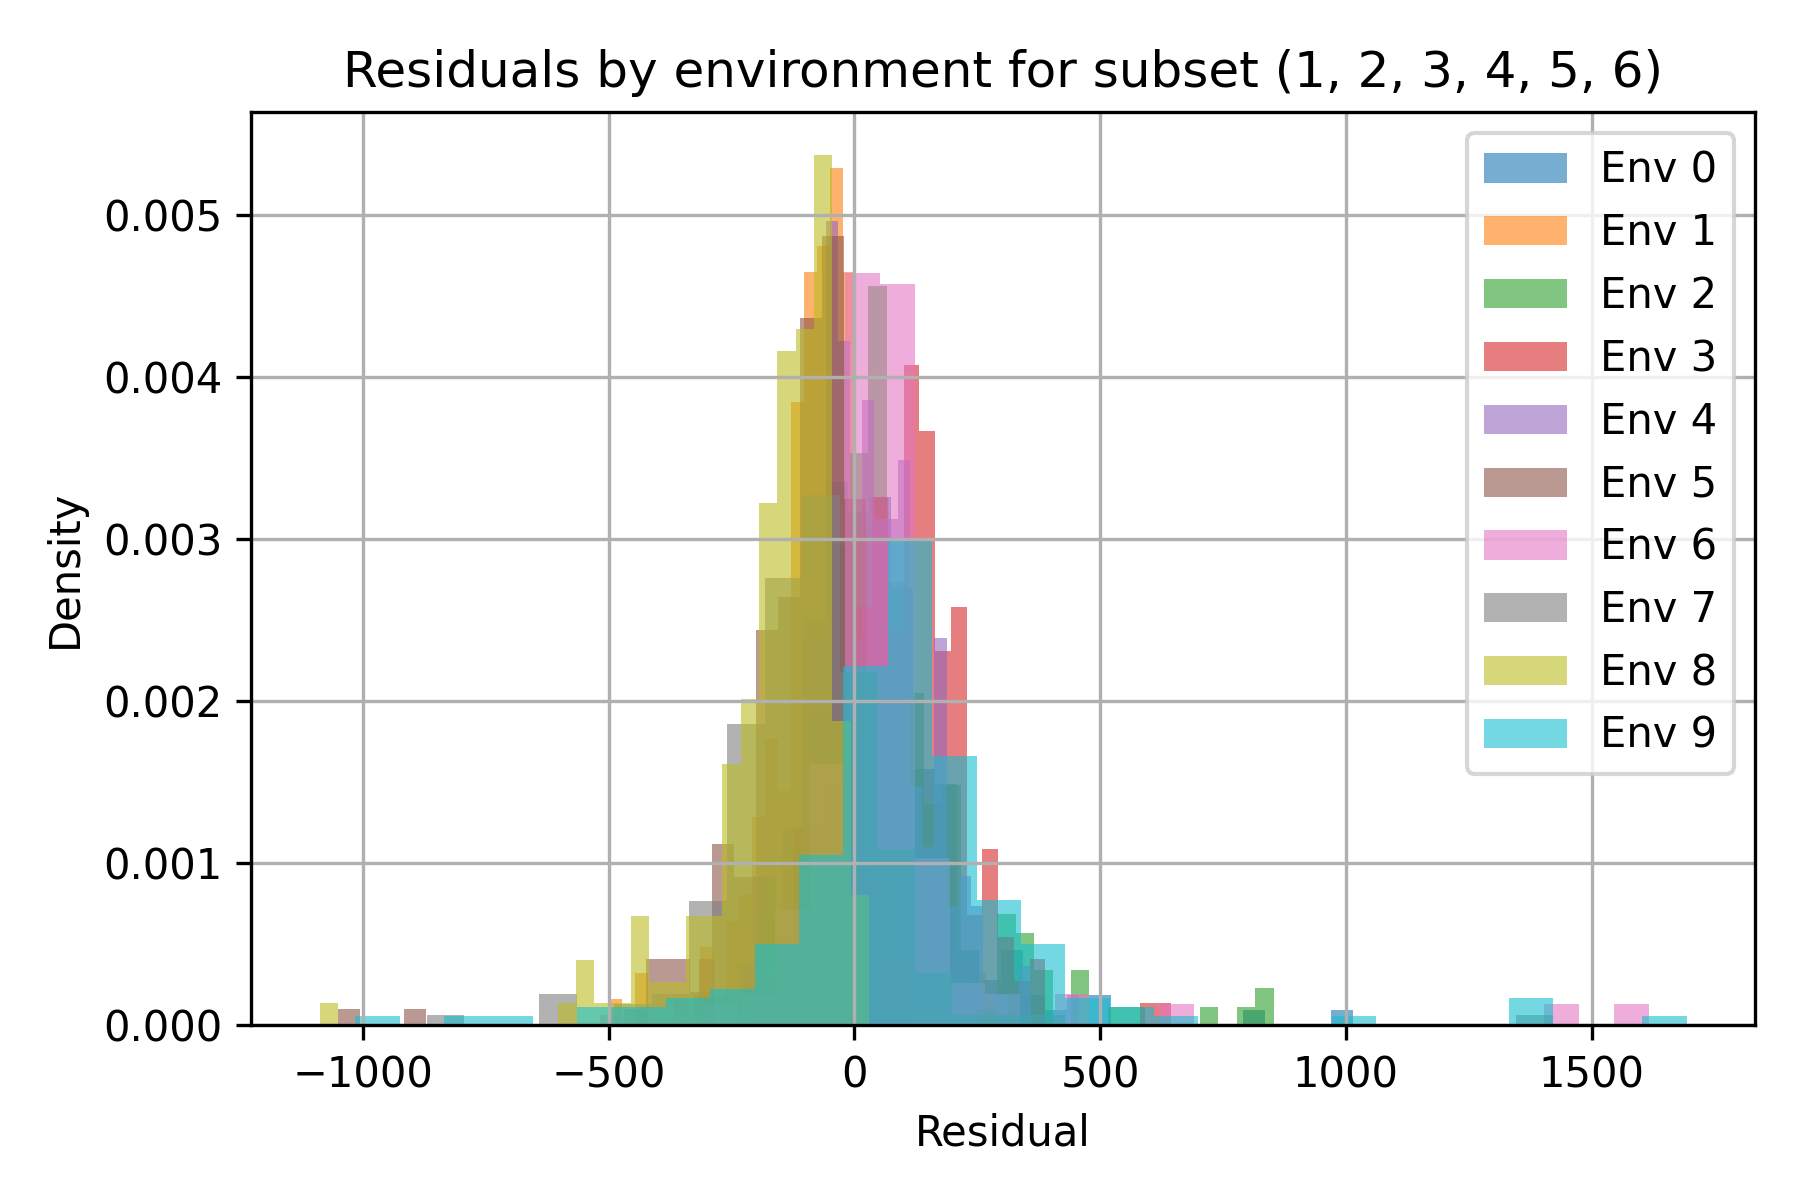 Residuals by environment for subset (1, 2, 3, 4, 5, 6)
Env 0
Env 1
Env 2
Env 3
Env 4
Env 5
Env 6
Env 7
Env 8
Env 9
0.005
0.004
0.003
0.002
0.001
0.000
Density
−1000
−500
0
500
1000
1500
Residual